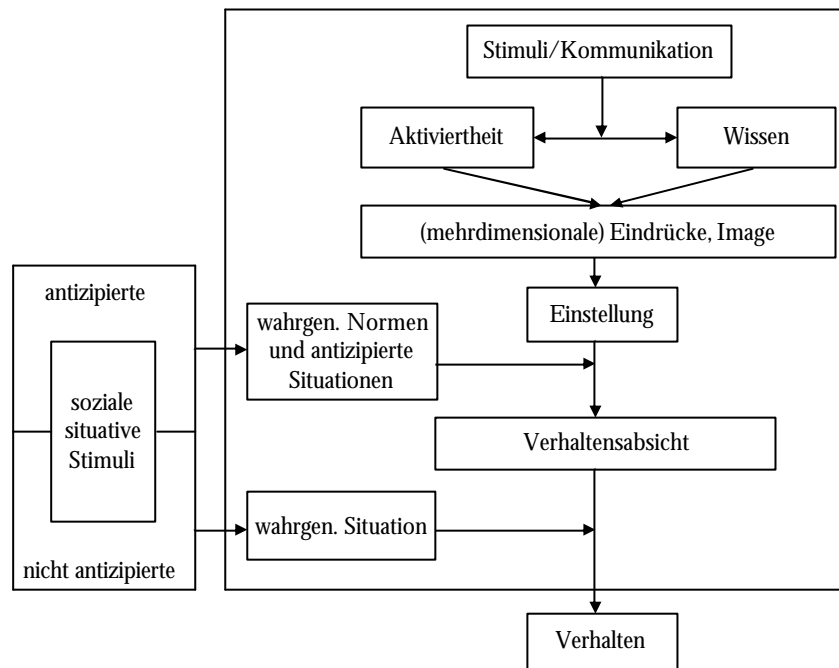 Stimuli/Kommunikation
Aktiviertheit
Wissen
(mehrdimensionale) Eindrücke, Image
antizipierte
wahrgen. Normen
und antizipierte
Situationen
Einstellung
soziale
situative
Stimuli
Verhaltensabsicht
wahrgen. Situation
nicht antizipierte
Verhalten